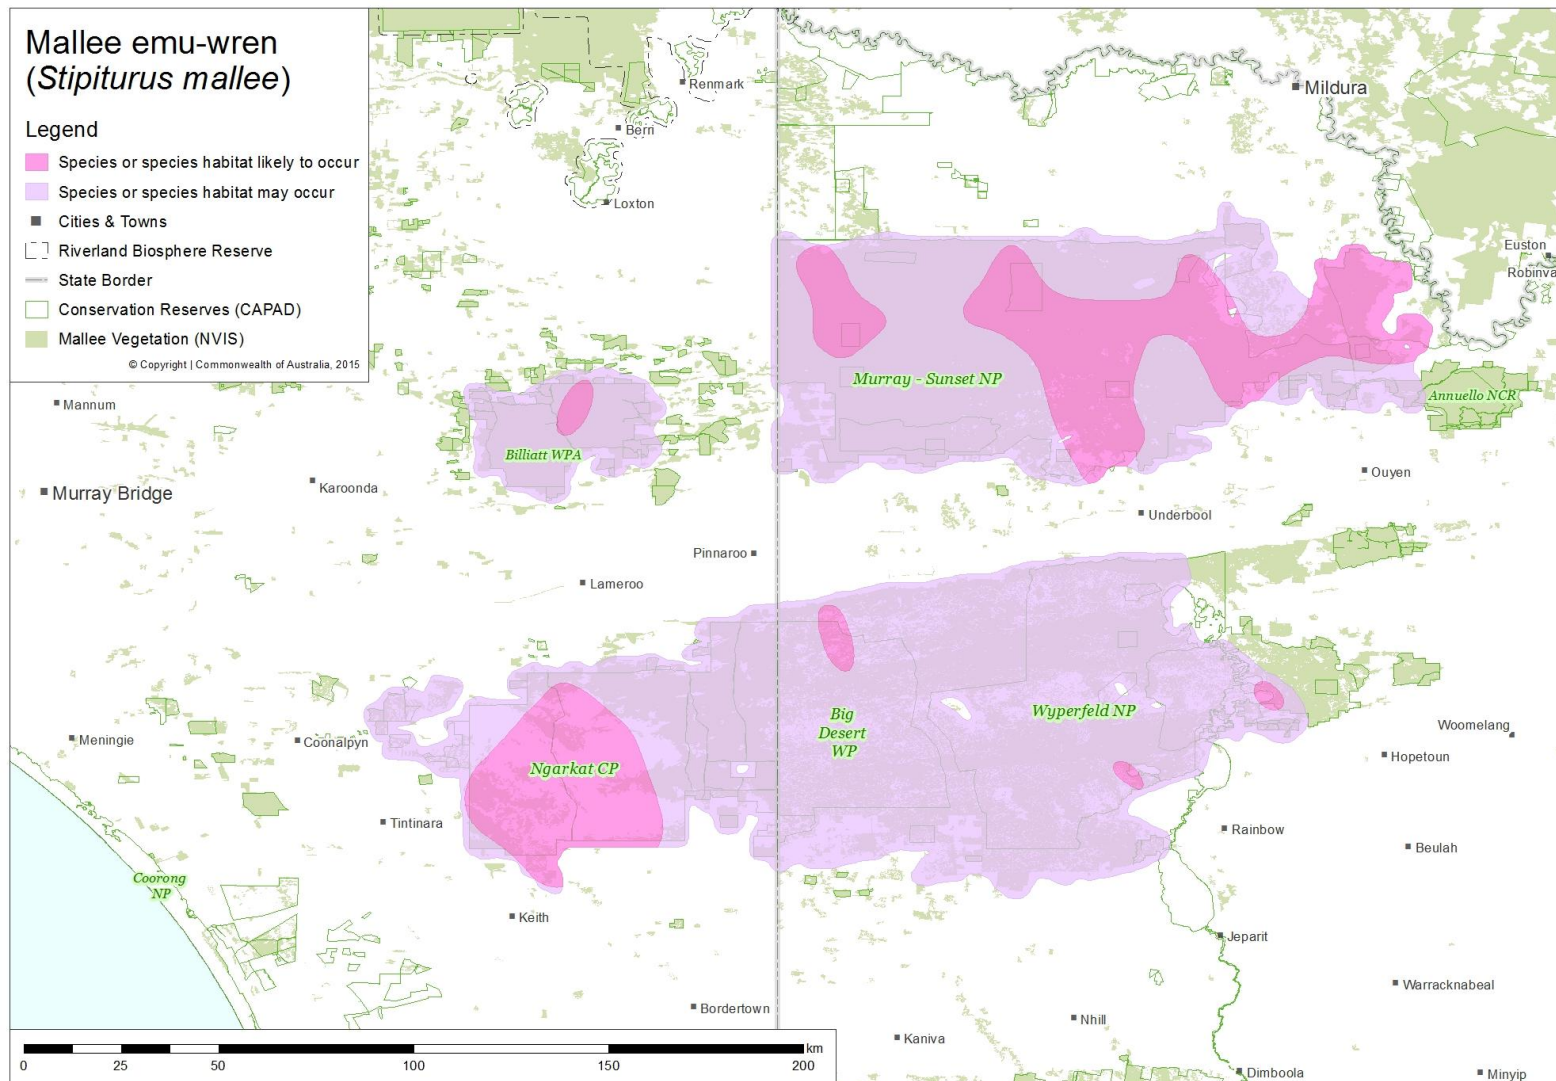 Mallee emu-wren
(Stipiturus mallee)
Legend
Species or species habitat likely to occur
Species or species habitat may occur
Cities & Towns
Riverland Biosphere Reserve
State Border
Conservation Reserves (CAPAD)
Mallee Vegetation (NVIS)
© Copyright | Commonwealth of Australia, 2015
Renmark
Mildura
Berri
Loxton
Euston
Robinva
Murray - Sunset NP
Annuello NCR
Mannum
Billiatt WPA
Ouyen
Karoonda
Murray Bridge
Underbool
Pinnaroo
Lameroo
Big
Desert
WP
Wyperfeld NP
Woomelang
Meningie
Coonalpyn
Hopetoun
Ngarkat CP
Tintinara
Rainbow
Beulah
Coorong
NP
Keith
Jeparit
Warracknabeal
Bordertown
Nhill
Kaniva
Dimboola
Minyip
km
0 25 50 100 150 200